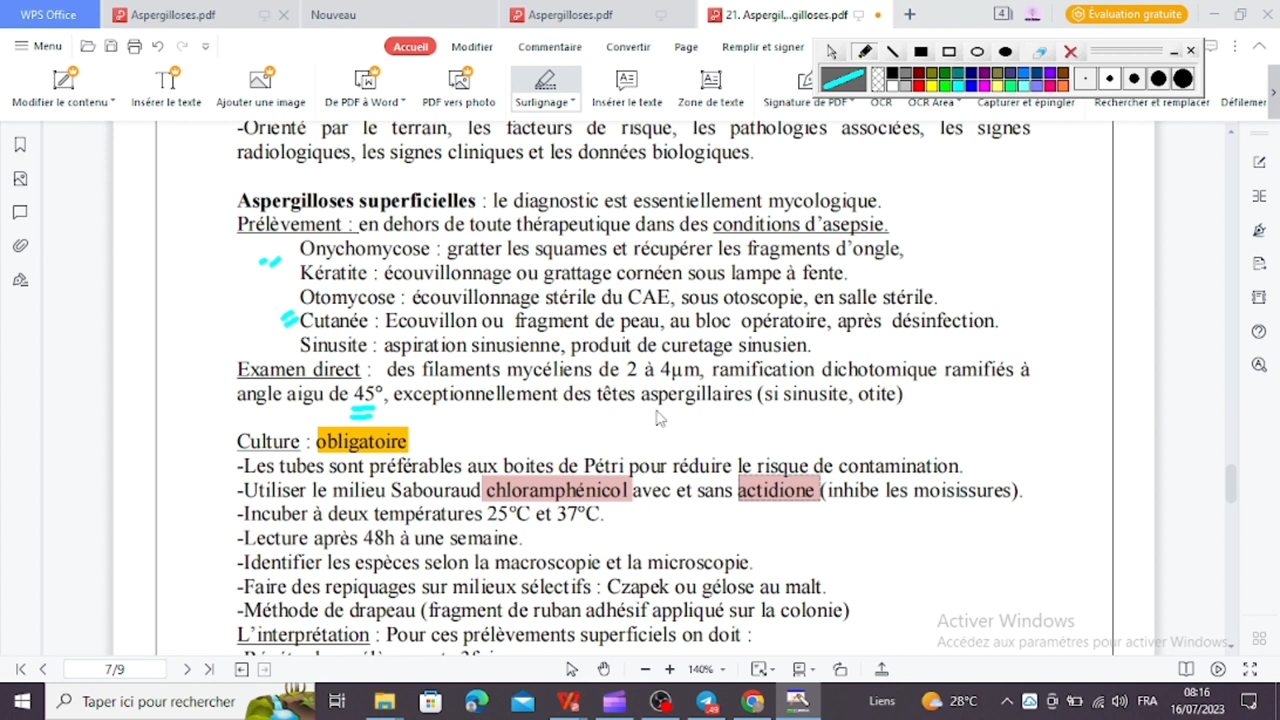 WPS Office
Aspergilloses.pdf
Nouveau
Aspergilloses.pdf
21. Aspergil...gilloses.pdf
4
Évaluation gratuite
Menu
Accueil
Modifier
Commentaire
Convertir
Page
Remplir et signer
Modifier le contenu
Insérer le texte
Ajouter une image
De PDF à Word
PDF vers photo
Surlignage
Insérer le texte
Zone de texte
Signature de PDF
OCR
OCR Area
Capturer et épingler
Rechercher et remplacer
Défilemer
-Orienté par le terrain, les facteurs de risque, les pathologies associées, les signes
radiologiques, les signes cliniques et les données biologiques.
Aspergilloses superficielles : le diagnostic est essentiellement mycologique.
Prélèvement : en dehors de toute thérapeutique dans des conditions d’asepsie.
Onychomycose : gratter les squames et récupérer les fragments d’ongle,
Kératite : écouvillonnage ou grattage cornéen sous lampe à fente.
Otomycose : écouvillonnage stérile du CAE, sous otoscopie, en salle stérile.
Cutanée : Ecouvillon ou fragment de peau, au bloc opératoire, après désinfection.
Sinusite : aspiration sinusienne, produit de curetage sinusien.
Examen direct : des filaments mycéliens de 2 à 4µm, ramification dichotomique ramifiés à
angle aigu de 45°, exceptionnellement des têtes aspergillaires (si sinusite, otite)
Culture : obligatoire
-Les tubes sont préférables aux boites de Pétri pour réduire le risque de contamination.
-Utiliser le milieu Sabouraud chloramphénicol avec et sans actidione (inhibe les moisissures).
-Incuber à deux températures 25°C et 37°C.
-Lecture après 48h à une semaine.
-Identifier les espèces selon la macroscopie et la microscopie.
-Faire des repiquages sur milieux sélectifs : Czapek ou gélose au malt.
-Méthode de drapeau (fragment de ruban adhésif appliqué sur la colonie)
L’interprétation : Pour ces prélèvements superficiels on doit :
Activer Windows
Accédez aux paramètres pour activer Windows.
7/9
140%
Taper ici pour rechercher
49
Liens
28°C
FRA
08:16
16/07/2023